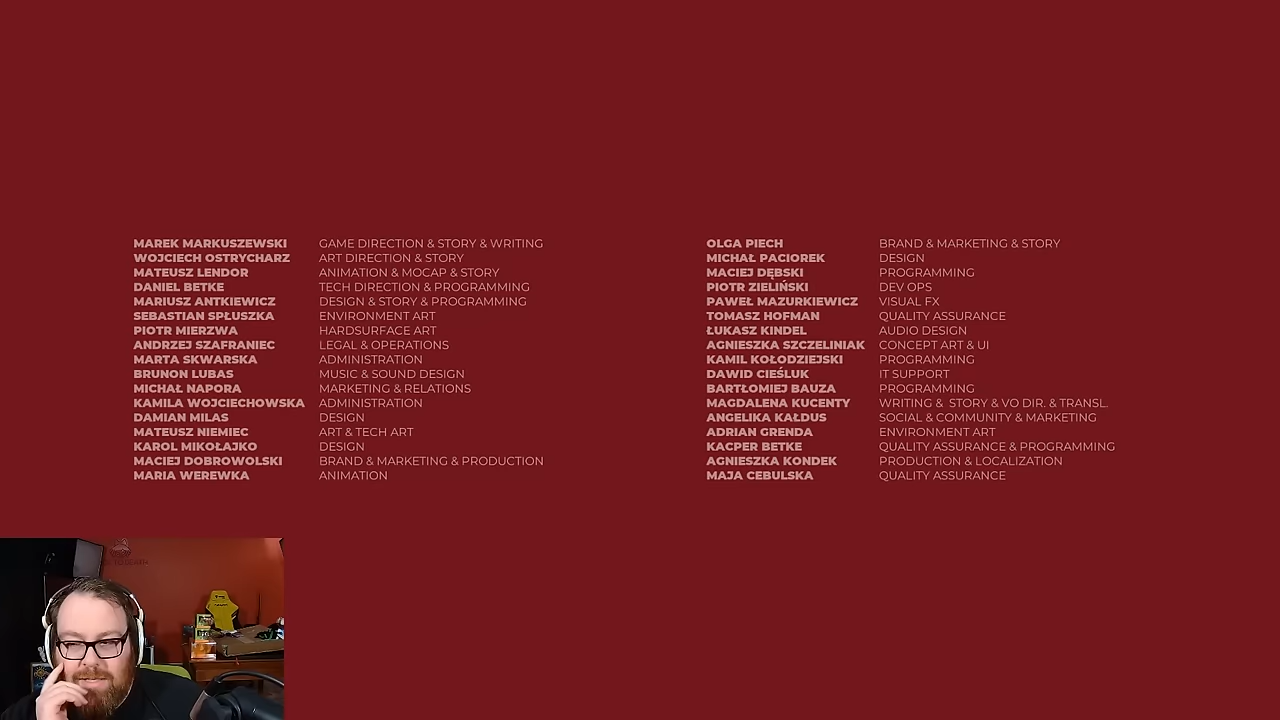 MAREK MARKUSZEWSKI GAME DIRECTION & STORY & WRITING
WOJCIECH OSTRYCHARZ ART DIRECTION & STORY
MATEUSZ LENDOR ANIMATION & MOCAP & STORY
DANIEL BETKE TECH DIRECTION & PROGRAMMING
MARIUSZ ANTKIEWICZ DESIGN & STORY & PROGRAMMING
SEBASTIAN SPŁUSZKA ENVIRONMENT ART
PIOTR MIERZWA HARDSURFACE ART
ANDRZEJ SZAFRANIEC LEGAL & OPERATIONS
MARTA SKWARSKA ADMINISTRATION
BRUNON LUBAS MUSIC & SOUND DESIGN
MICHAŁ NAPORA MARKETING & RELATIONS
KAMILA WOJCIECHOWSKA ADMINISTRATION
DAMIAN MILAS DESIGN
MATEUSZ NIEMIEC ART & TECH ART
KAROL MIKOŁAJKO DESIGN
MACIEJ DOBROWOLSKI BRAND & MARKETING & PRODUCTION
MARIA WEREWKA ANIMATION
OLGA PIECH BRAND & MARKETING & STORY
MICHAŁ PACIOREK DESIGN
MACIEJ DĘBSKI PROGRAMMING
PIOTR ZIELIŃSKI DEV OPS
PAWEŁ MAZURKIEWICZ VISUAL FX
TOMASZ HOFMAN QUALITY ASSURANCE
ŁUKASZ KINDEL AUDIO DESIGN
AGNIESZKA SZCZELINIAK CONCEPT ART & UI
KAMIL KOŁODZIEJSKI PROGRAMMING
DAWID CIEŚLUK IT SUPPORT
BARTŁOMIEJ BAUZA PROGRAMMING
MAGDALENA KUCENTY WRITING & STORY & VO DIR. & TRANSL.
ANGELIKA KAŁDUS SOCIAL & COMMUNITY & MARKETING
ADRIAN GRENDA ENVIRONMENT ART
KACPER BETKE QUALITY ASSURANCE & PROGRAMMING
AGNIESZKA KONDEK PRODUCTION & LOCALIZATION
MAJA CEBULSKA QUALITY ASSURANCE